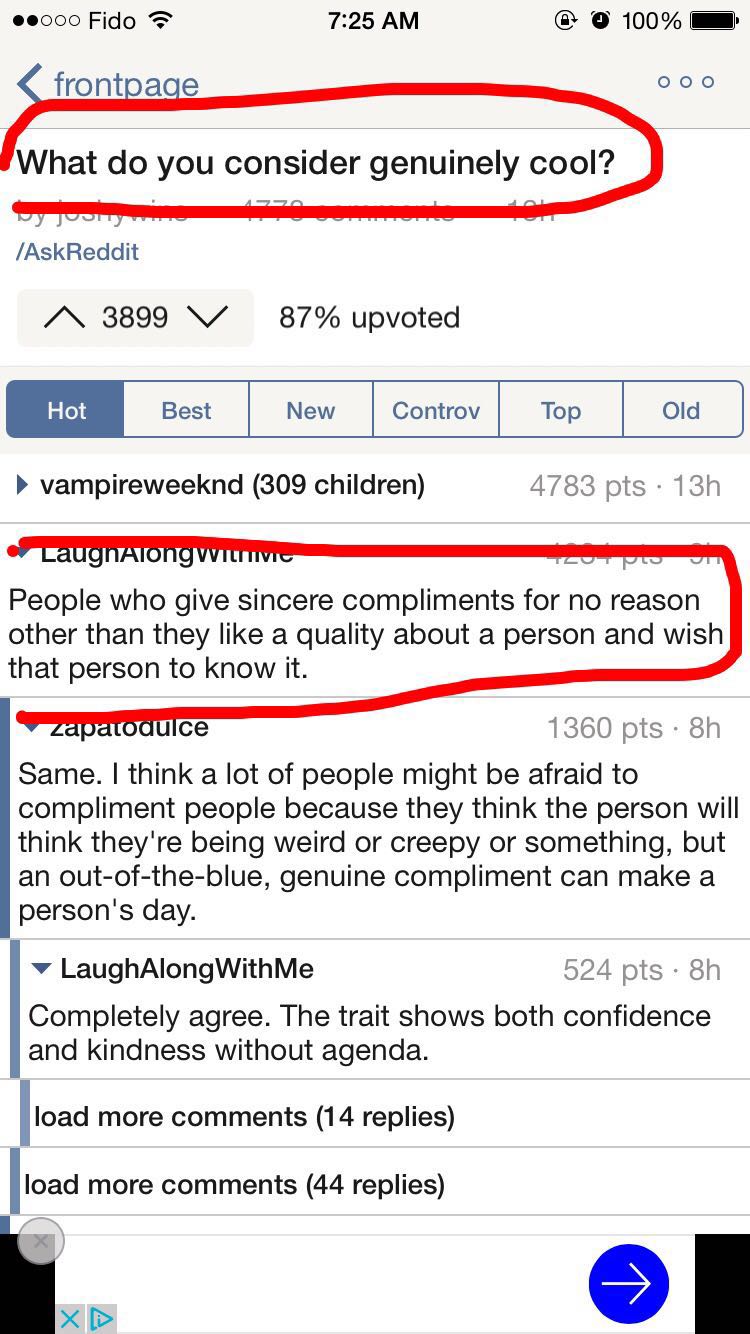 Fido 7:25 AM 100%
frontpage
What do you consider genuinely cool?
by joshywins 4778 comments 13h
/AskReddit
3899 87% upvoted
Hot Best New Controv Top Old
vampireweeknd (309 children) 4783 pts · 13h
LaughAlongWithMe 4284 pts · 9h
People who give sincere compliments for no reason
other than they like a quality about a person and wish
that person to know it.
zapatodulce 1360 pts · 8h
Same. I think a lot of people might be afraid to
compliment people because they think the person will
think they're being weird or creepy or something, but
an out-of-the-blue, genuine compliment can make a
person's day.
LaughAlongWithMe 524 pts · 8h
Completely agree. The trait shows both confidence
and kindness without agenda.
load more comments (14 replies)
load more comments (44 replies)